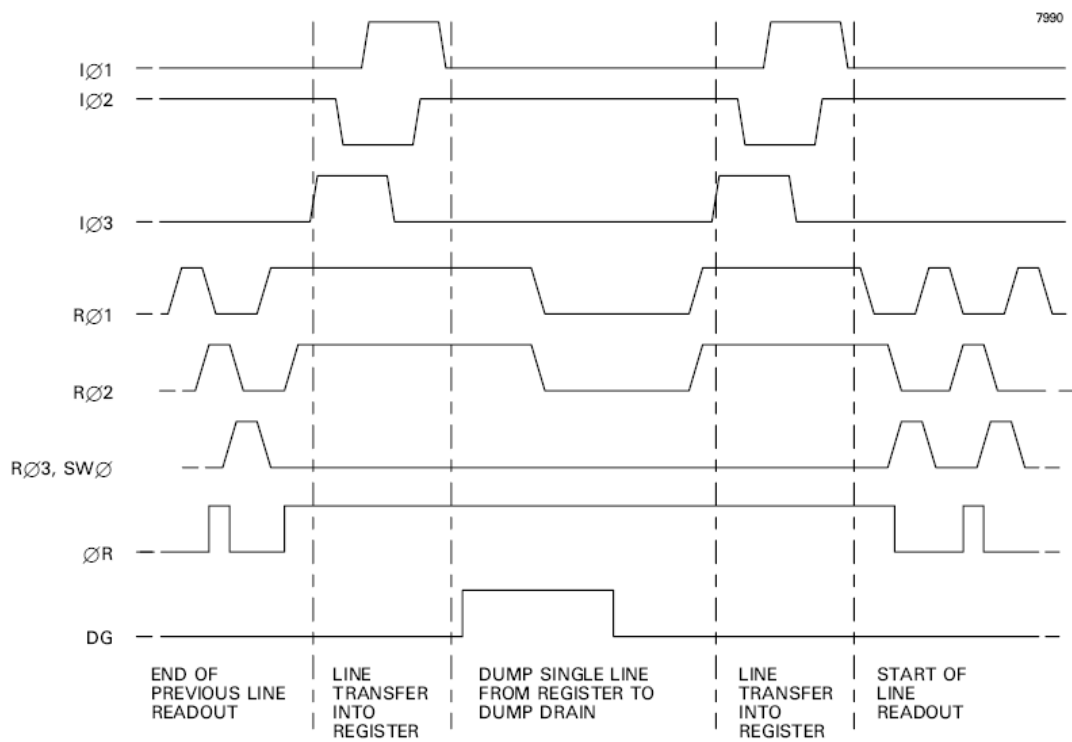 7990
IØ1
IØ2
IØ3
RØ1
RØ2
RØ3, SWØ
ØR
DG
END OF
PREVIOUS LINE
READOUT
LINE
TRANSFER
INTO
REGISTER
DUMP SINGLE LINE
FROM REGISTER TO
DUMP DRAIN
LINE
TRANSFER
INTO
REGISTER
START OF
LINE
READOUT